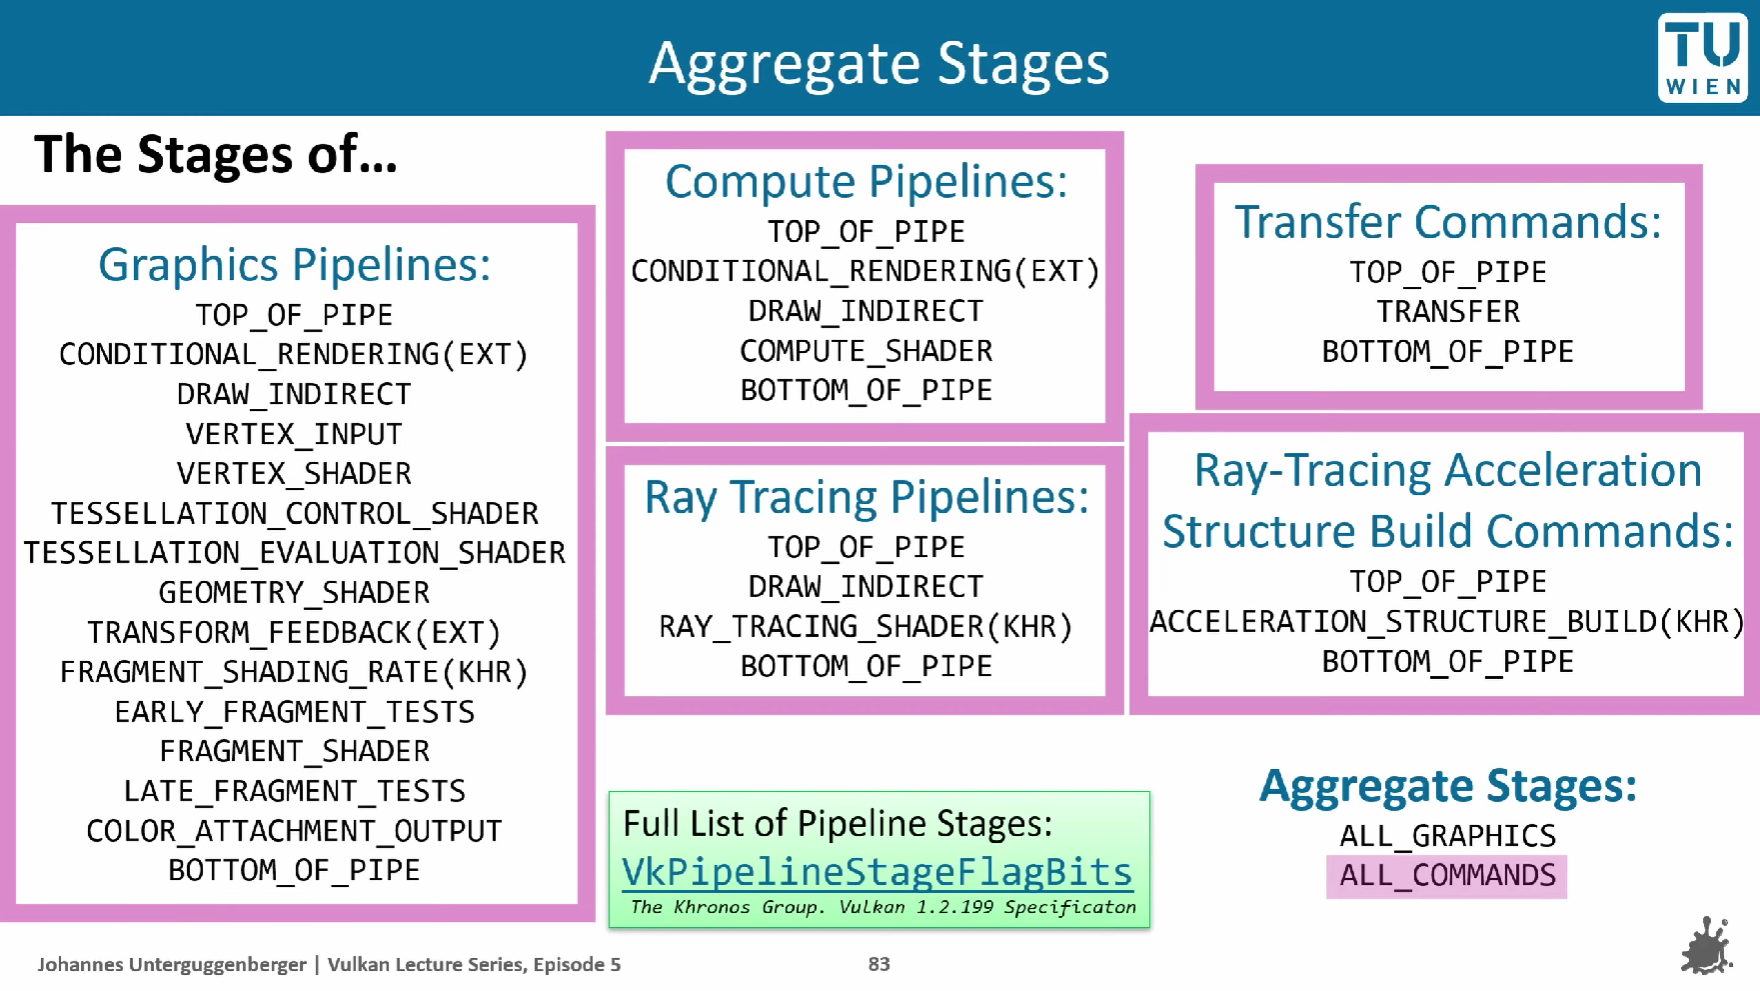 Aggregate Stages
TU
WIEN
The Stages of...
Graphics Pipelines:
TOP_OF_PIPE
CONDITIONAL_RENDERING(EXT)
DRAW_INDIRECT
VERTEX_INPUT
VERTEX_SHADER
TESSELLATION_CONTROL_SHADER
TESSELLATION_EVALUATION_SHADER
GEOMETRY_SHADER
TRANSFORM_FEEDBACK(EXT)
FRAGMENT_SHADING_RATE(KHR)
EARLY_FRAGMENT_TESTS
FRAGMENT_SHADER
LATE_FRAGMENT_TESTS
COLOR_ATTACHMENT_OUTPUT
BOTTOM_OF_PIPE
Compute Pipelines:
TOP_OF_PIPE
CONDITIONAL_RENDERING(EXT)
DRAW_INDIRECT
COMPUTE_SHADER
BOTTOM_OF_PIPE
Ray Tracing Pipelines:
TOP_OF_PIPE
DRAW_INDIRECT
RAY_TRACING_SHADER(KHR)
BOTTOM_OF_PIPE
Transfer Commands:
TOP_OF_PIPE
TRANSFER
BOTTOM_OF_PIPE
Ray-Tracing Acceleration
Structure Build Commands:
TOP_OF_PIPE
ACCELERATION_STRUCTURE_BUILD(KHR)
BOTTOM_OF_PIPE
Full List of Pipeline Stages:
VkPipelineStageFlagBits
The Khronos Group. Vulkan 1.2.199 Specificaton
Aggregate Stages:
ALL_GRAPHICS
ALL_COMMANDS
Johannes Unterguggenberger | Vulkan Lecture Series, Episode 5
83